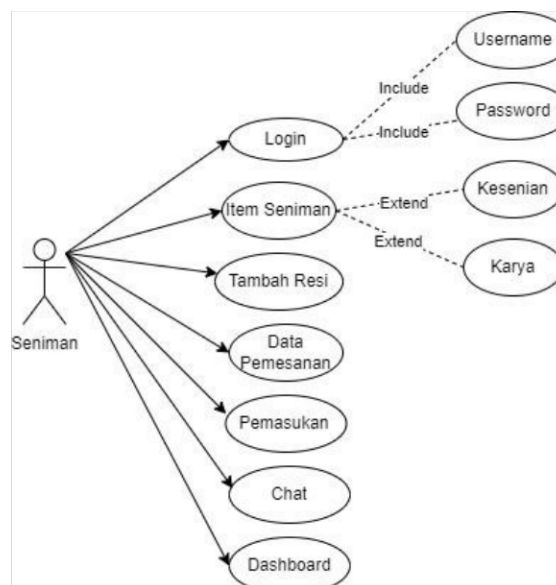 Username
Include
Password
Include
Login
Kesenian
Extend
Item Seniman
Extend
Karya
Tambah Resi
Seniman
Data
Pemesanan
Pemasukan
Chat
Dashboard